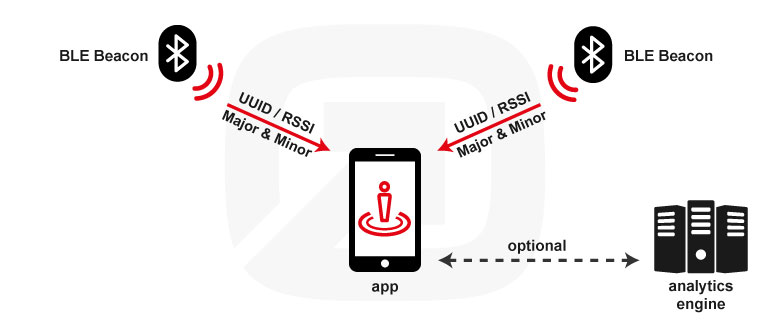 BLE Beacon
BLE Beacon
UUID / RSSI
Major & Minor
UUID / RSSI
Major & Minor
optional
app
analytics
engine